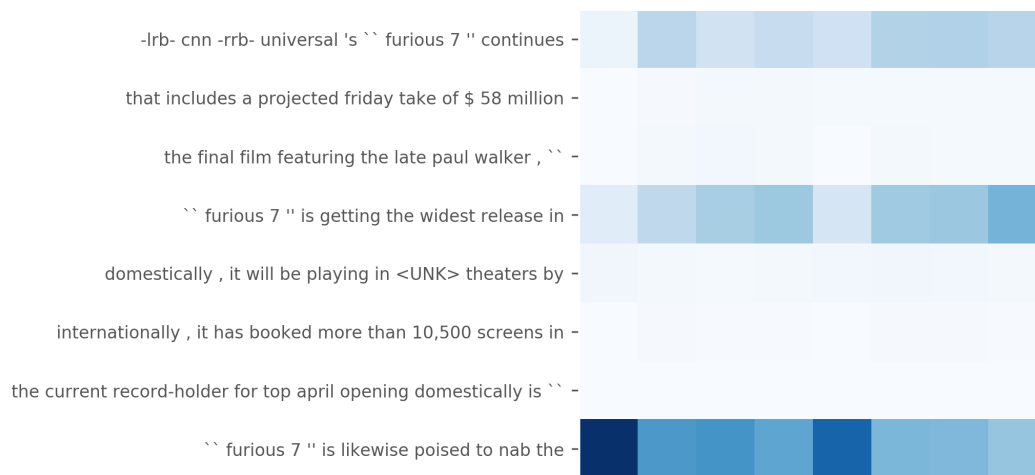 -lrb- cnn -rrb- universal 's `` furious 7 '' continues
that includes a projected friday take of $ 58 million
the final film featuring the late paul walker , ``
`` furious 7 '' is getting the widest release in
domestically , it will be playing in <UNK> theaters by
internationally , it has booked more than 10,500 screens in
the current record-holder for top april opening domestically is ``
`` furious 7 '' is likewise poised to nab the